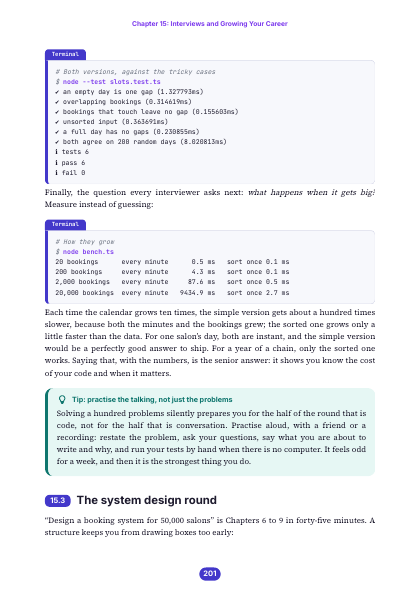 Chapter 15: Interviews and Growing Your Career
Terminal
# Both versions, against the tricky cases
$ node --test slots.test.ts
✔ an empty day is one gap (1.327793ms)
✔ overlapping bookings (0.314619ms)
✔ bookings that touch leave no gap (0.155603ms)
✔ unsorted input (0.363691ms)
✔ a full day has no gaps (0.230855ms)
✔ both agree on 200 random days (8.020813ms)
ℹ tests 6
ℹ pass 6
ℹ fail 0
Finally, the question every interviewer asks next: what happens when it gets big?
Measure instead of guessing:
Terminal
# How they grow
$ node bench.ts
20 bookings every minute 0.5 ms sort once 0.1 ms
200 bookings every minute 4.3 ms sort once 0.1 ms
2,000 bookings every minute 87.6 ms sort once 0.5 ms
20,000 bookings every minute 9434.9 ms sort once 2.7 ms
Each time the calendar grows ten times, the simple version gets about a hundred times
slower, because both the minutes and the bookings grew; the sorted one grows only a
little faster than the data. For one salon’s day, both are instant, and the simple version
would be a perfectly good answer to ship. For a year of a chain, only the sorted one
works. Saying that, with the numbers, is the senior answer: it shows you know the cost
of your code and when it matters.
Tip: practise the talking, not just the problems
Solving a hundred problems silently prepares you for the half of the round that is
code, not for the half that is conversation. Practise aloud, with a friend or a
recording: restate the problem, ask your questions, say what you are about to
write and why, and run your tests by hand when there is no computer. It feels odd
for a week, and then it is the strongest thing you do.
15.3 The system design round
“Design a booking system for 50,000 salons” is Chapters 6 to 9 in forty-five minutes. A
structure keeps you from drawing boxes too early:
201